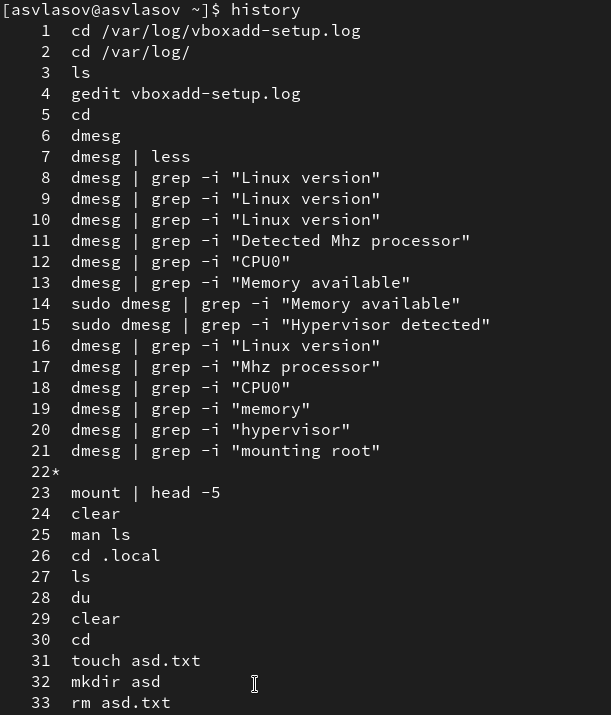 [asvlasov@asvlasov ~]$ history
    1  cd /var/log/vboxadd-setup.log
    2  cd /var/log/
    3  ls
    4  gedit vboxadd-setup.log
    5  cd
    6  dmesg
    7  dmesg | less
    8  dmesg | grep -i "Linux version"
    9  dmesg | grep -i "Linux version"
   10  dmesg | grep -i "Linux version"
   11  dmesg | grep -i "Detected Mhz processor"
   12  dmesg | grep -i "CPU0"
   13  dmesg | grep -i "Memory available"
   14  sudo dmesg | grep -i "Memory available"
   15  sudo dmesg | grep -i "Hypervisor detected"
   16  dmesg | grep -i "Linux version"
   17  dmesg | grep -i "Mhz processor"
   18  dmesg | grep -i "CPU0"
   19  dmesg | grep -i "memory"
   20  dmesg | grep -i "hypervisor"
   21  dmesg | grep -i "mounting root"
   22*
   23  mount | head -5
   24  clear
   25  man ls
   26  cd .local
   27  ls
   28  du
   29  clear
   30  cd
   31  touch asd.txt
   32  mkdir asd
   33  rm asd.txt